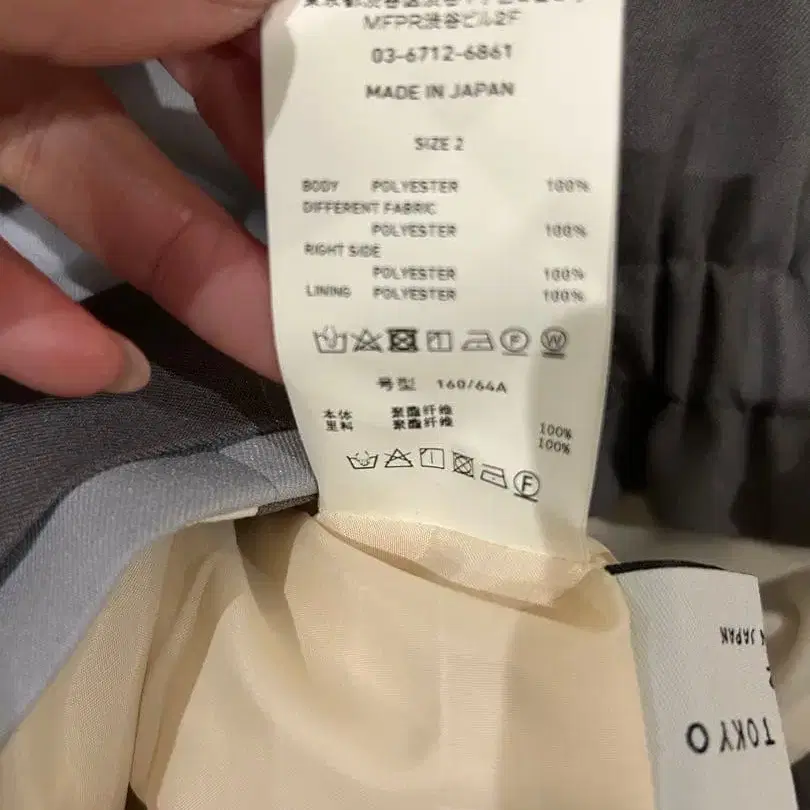 MFPR渋谷ビル2F
03-6712-6861
MADE IN JAPAN
SIZE 2
BODY POLYESTER 100%
DIFFERENT FABRIC
POLYESTER 100%
RIGHT SIDE
POLYESTER 100%
LINING POLYESTER 100%
F W
号型 160/64A
本体 聚酯纤维 100%
里料 聚酯纤维 100%
F
N JAPAN
2
TOKYO